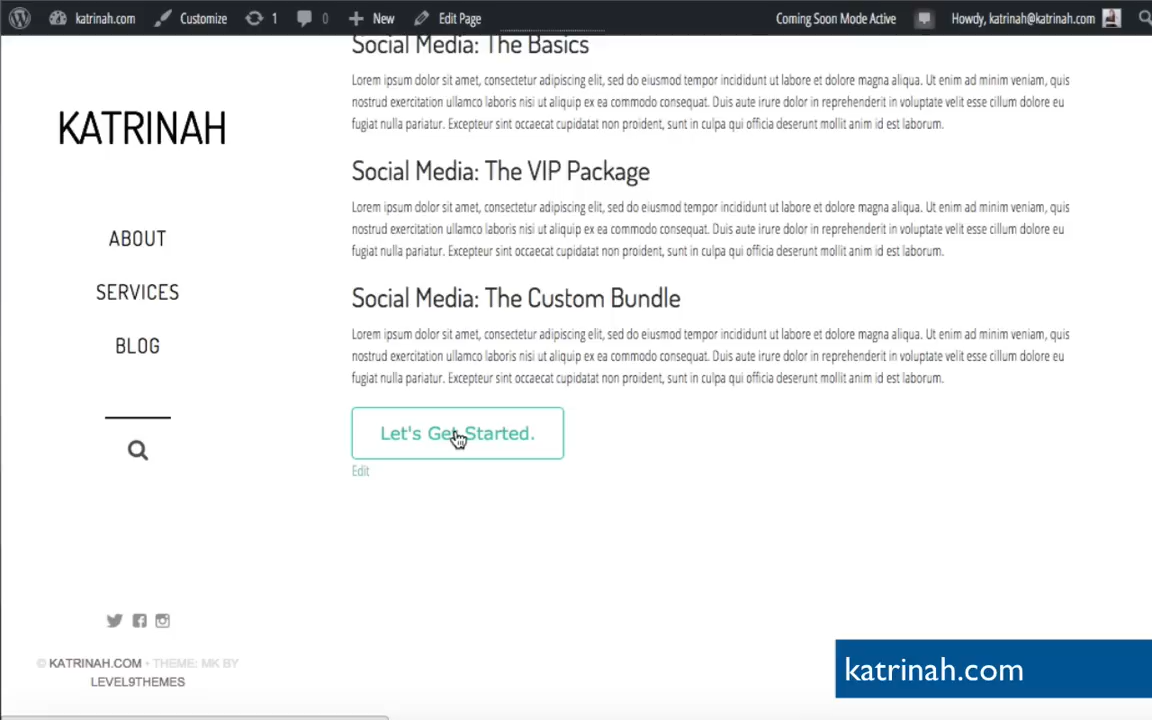 katrinah.com Customize 1 0 New Edit Page Coming Soon Mode Active Howdy, katrinah@katrinah.com
KATRINAH
ABOUT
SERVICES
BLOG
Social Media: The Basics
Lorem ipsum dolor sit amet, consectetur adipiscing elit, sed do eiusmod tempor incididunt ut labore et dolore magna aliqua. Ut enim ad minim veniam, quis
nostrud exercitation ullamco laboris nisi ut aliquip ex ea commodo consequat. Duis aute irure dolor in reprehenderit in voluptate velit esse cillum dolore eu
fugiat nulla pariatur. Excepteur sint occaecat cupidatat non proident, sunt in culpa qui officia deserunt mollit anim id est laborum.
Social Media: The VIP Package
Lorem ipsum dolor sit amet, consectetur adipiscing elit, sed do eiusmod tempor incididunt ut labore et dolore magna aliqua. Ut enim ad minim veniam, quis
nostrud exercitation ullamco laboris nisi ut aliquip ex ea commodo consequat. Duis aute irure dolor in reprehenderit in voluptate velit esse cillum dolore eu
fugiat nulla pariatur. Excepteur sint occaecat cupidatat non proident, sunt in culpa qui officia deserunt mollit anim id est laborum.
Social Media: The Custom Bundle
Lorem ipsum dolor sit amet, consectetur adipiscing elit, sed do eiusmod tempor incididunt ut labore et dolore magna aliqua. Ut enim ad minim veniam, quis
nostrud exercitation ullamco laboris nisi ut aliquip ex ea commodo consequat. Duis aute irure dolor in reprehenderit in voluptate velit esse cillum dolore eu
fugiat nulla pariatur. Excepteur sint occaecat cupidatat non proident, sunt in culpa qui officia deserunt mollit anim id est laborum.
Let's Get Started.
Edit
© KATRINAH.COM • THEME: MK BY
LEVEL9THEMES
katrinah.com